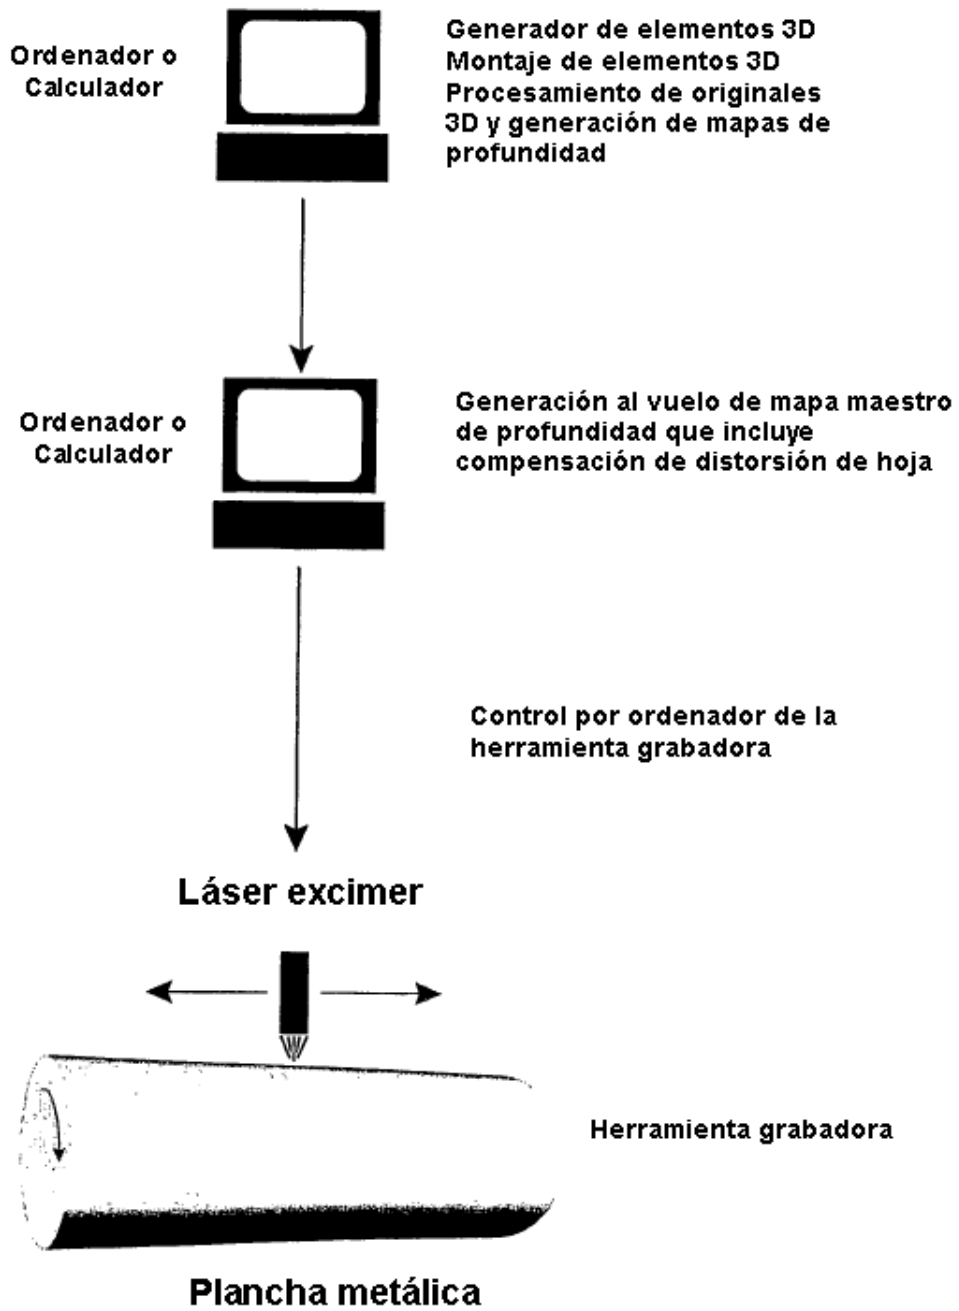 Ordenador o
Calculador
Generador de elementos 3D
Montaje de elementos 3D
Procesamiento de originales
3D y generación de mapas de
profundidad
Ordenador o
Calculador
Generación al vuelo de mapa maestro
de profundidad que incluye
compensación de distorsión de hoja
Control por ordenador de la
herramienta grabadora
Láser excimer
Herramienta grabadora
Plancha metálica